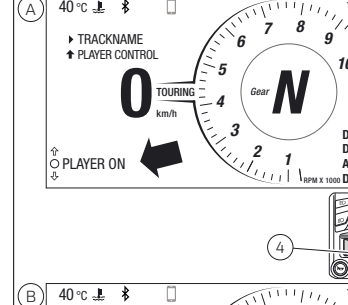 A
40 °C
TRACKNAME
PLAYER CONTROL
0
TOURING
km/h
PLAYER ON
Gear
N
1
2
3
4
5
6
7
8
9
10
RPM X 1000
D
D
A
D
4
B
40 °C